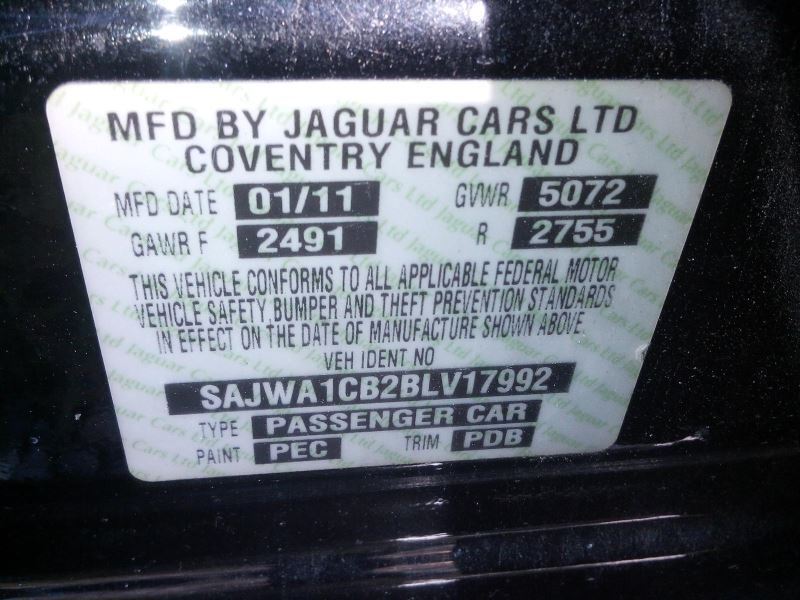 MFD BY JAGUAR CARS LTD
COVENTRY ENGLAND
MFD DATE 01/11 GVWR 5072
GAWR F 2491 R 2755
THIS VEHICLE CONFORMS TO ALL APPLICABLE FEDERAL MOTOR
VEHICLE SAFETY BUMPER AND THEFT PREVENTION STANDARDS
IN EFFECT ON THE DATE OF MANUFACTURE SHOWN ABOVE.
VEH IDENT NO
SAJWA1CB2BLV17992
TYPE PASSENGER CAR
PAINT PEC TRIM PDB